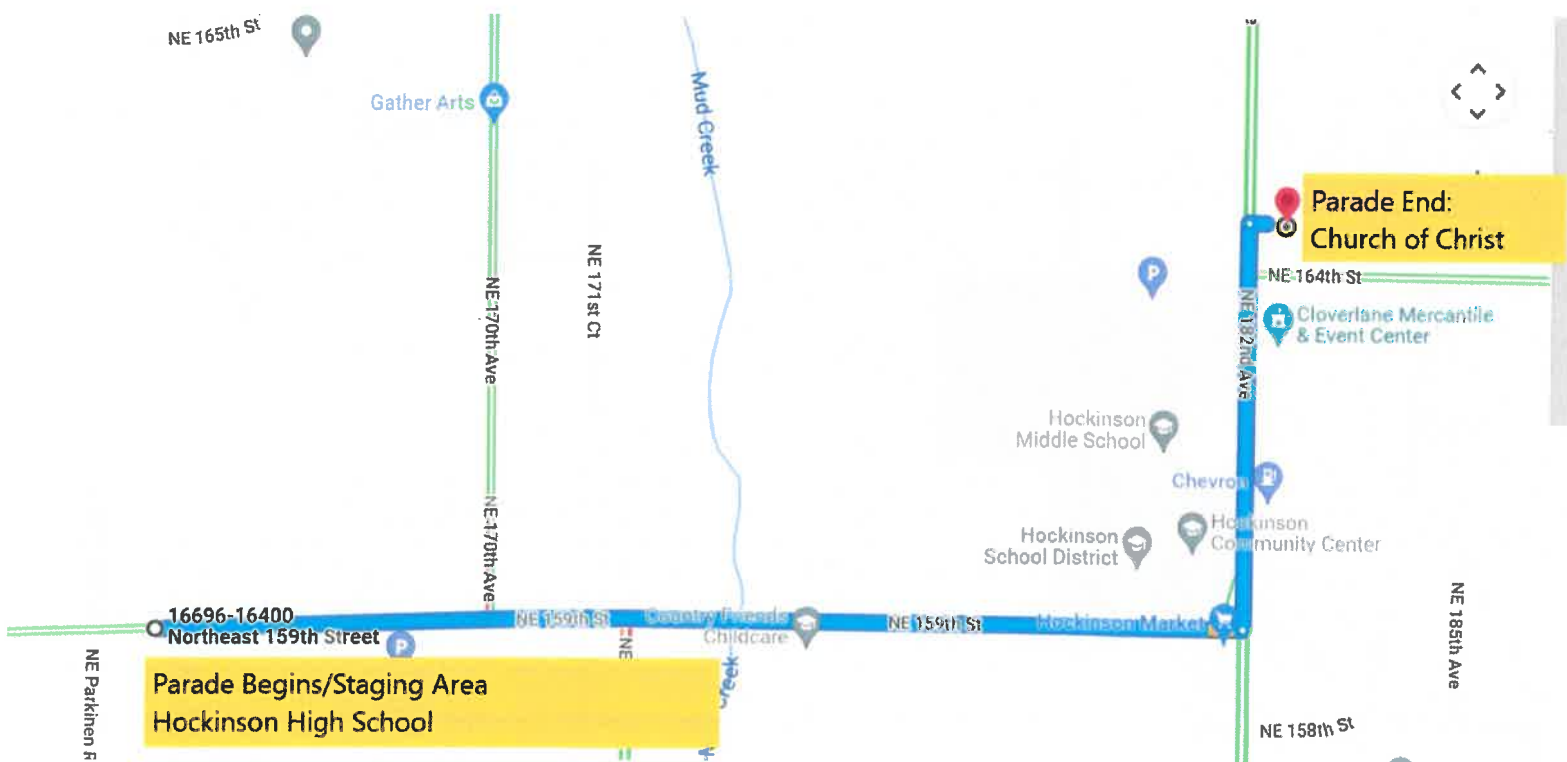 NE 165th St
Gather Arts
Mud Creek
Parade End:
Church of Christ
NE 171st Ct
NE 164th St
NE 170th Ave
NE 182nd Ave
Cloverlane Mercantile
& Event Center
Hockinson
Middle School
Chevron
NE 170th Ave
Hockinson
School District
Hockinson
Community Center
16696-16400
Northeast 159th Street
NE 159th St
Country Friends
Childcare
NE 159th St
Hockinson Market
NE 185th Ave
NE
NE Parkinen R
Parade Begins/Staging Area
Hockinson High School
NE 158th St